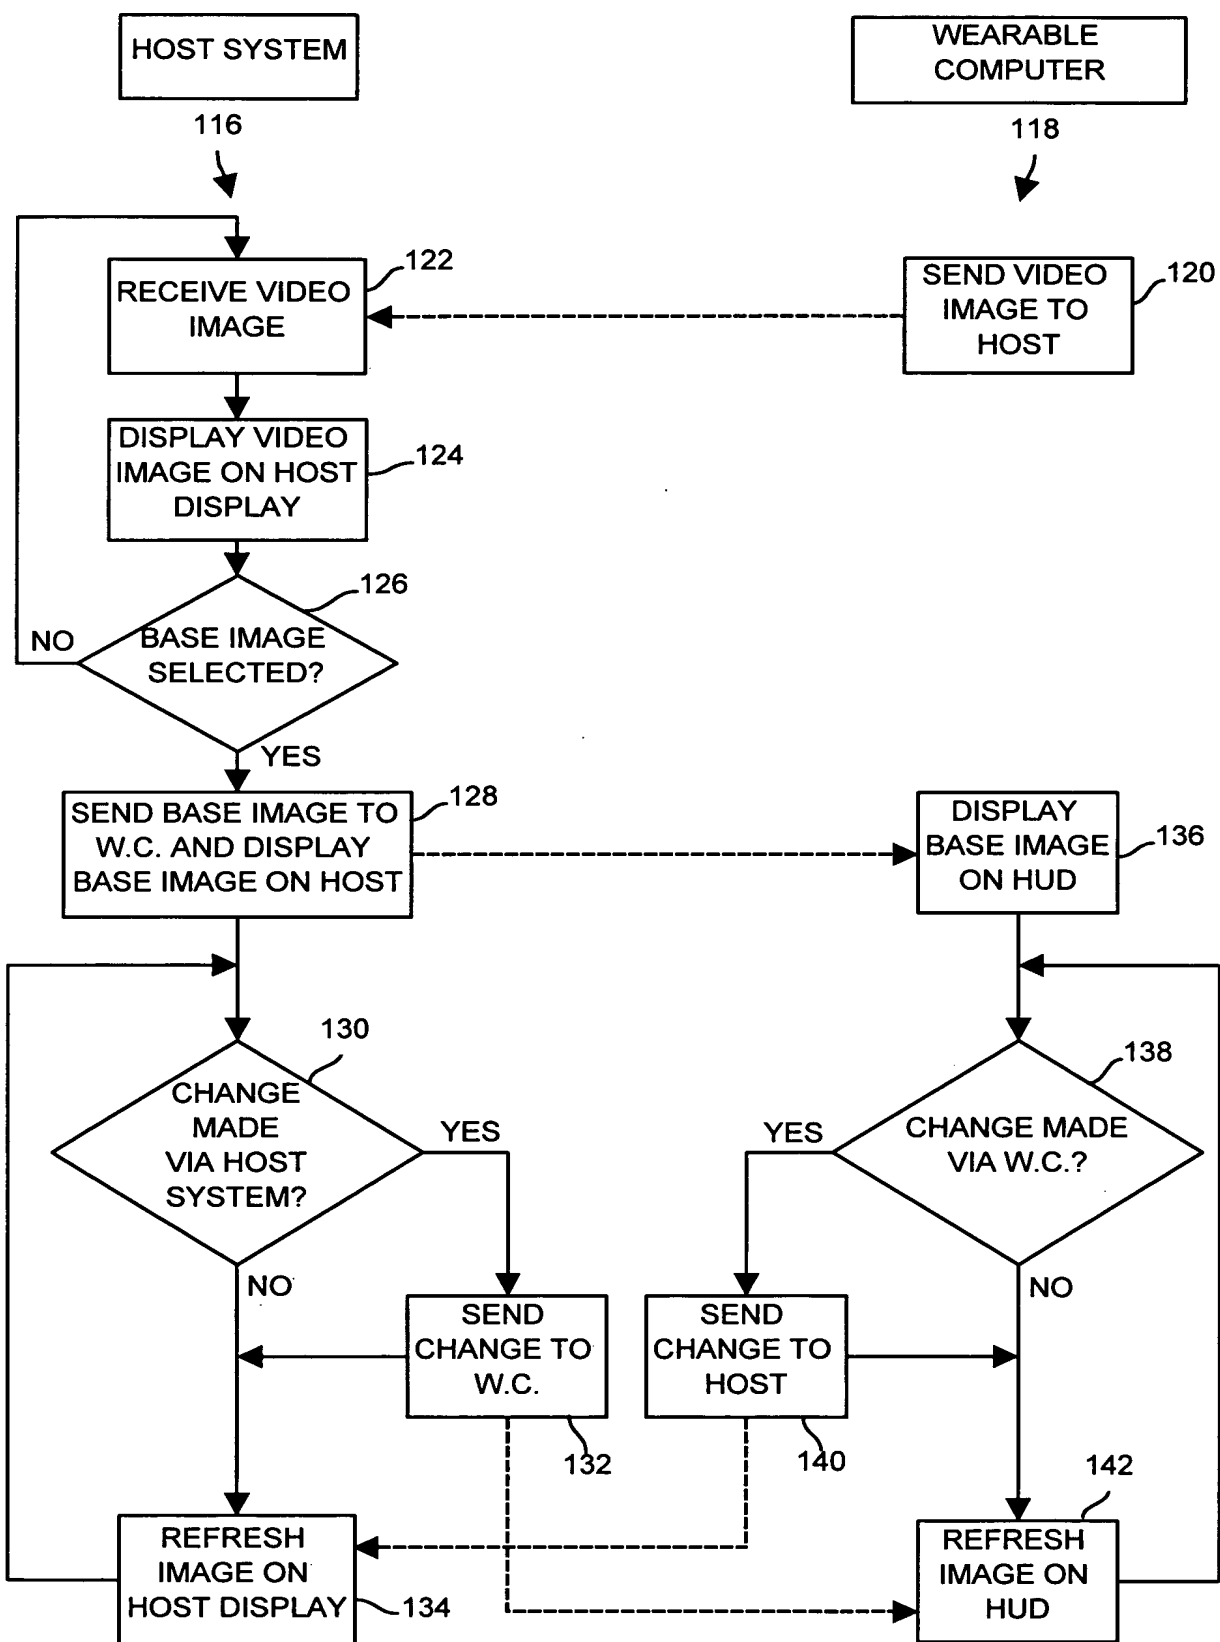 HOST SYSTEM
WEARABLE
COMPUTER
116
118
122
RECEIVE VIDEO
IMAGE
SEND VIDEO
IMAGE TO
HOST
120
DISPLAY VIDEO
IMAGE ON HOST
DISPLAY
124
126
NO
BASE IMAGE
SELECTED?
YES
SEND BASE IMAGE TO
W.C. AND DISPLAY
BASE IMAGE ON HOST
128
DISPLAY
BASE IMAGE
ON HUD
136
130
CHANGE
MADE
VIA HOST
SYSTEM?
YES
NO
138
YES
CHANGE MADE
VIA W.C.?
NO
SEND
CHANGE TO
W.C.
132
SEND
CHANGE TO
HOST
140
REFRESH
IMAGE ON
HOST DISPLAY
134
142
REFRESH
IMAGE ON
HUD